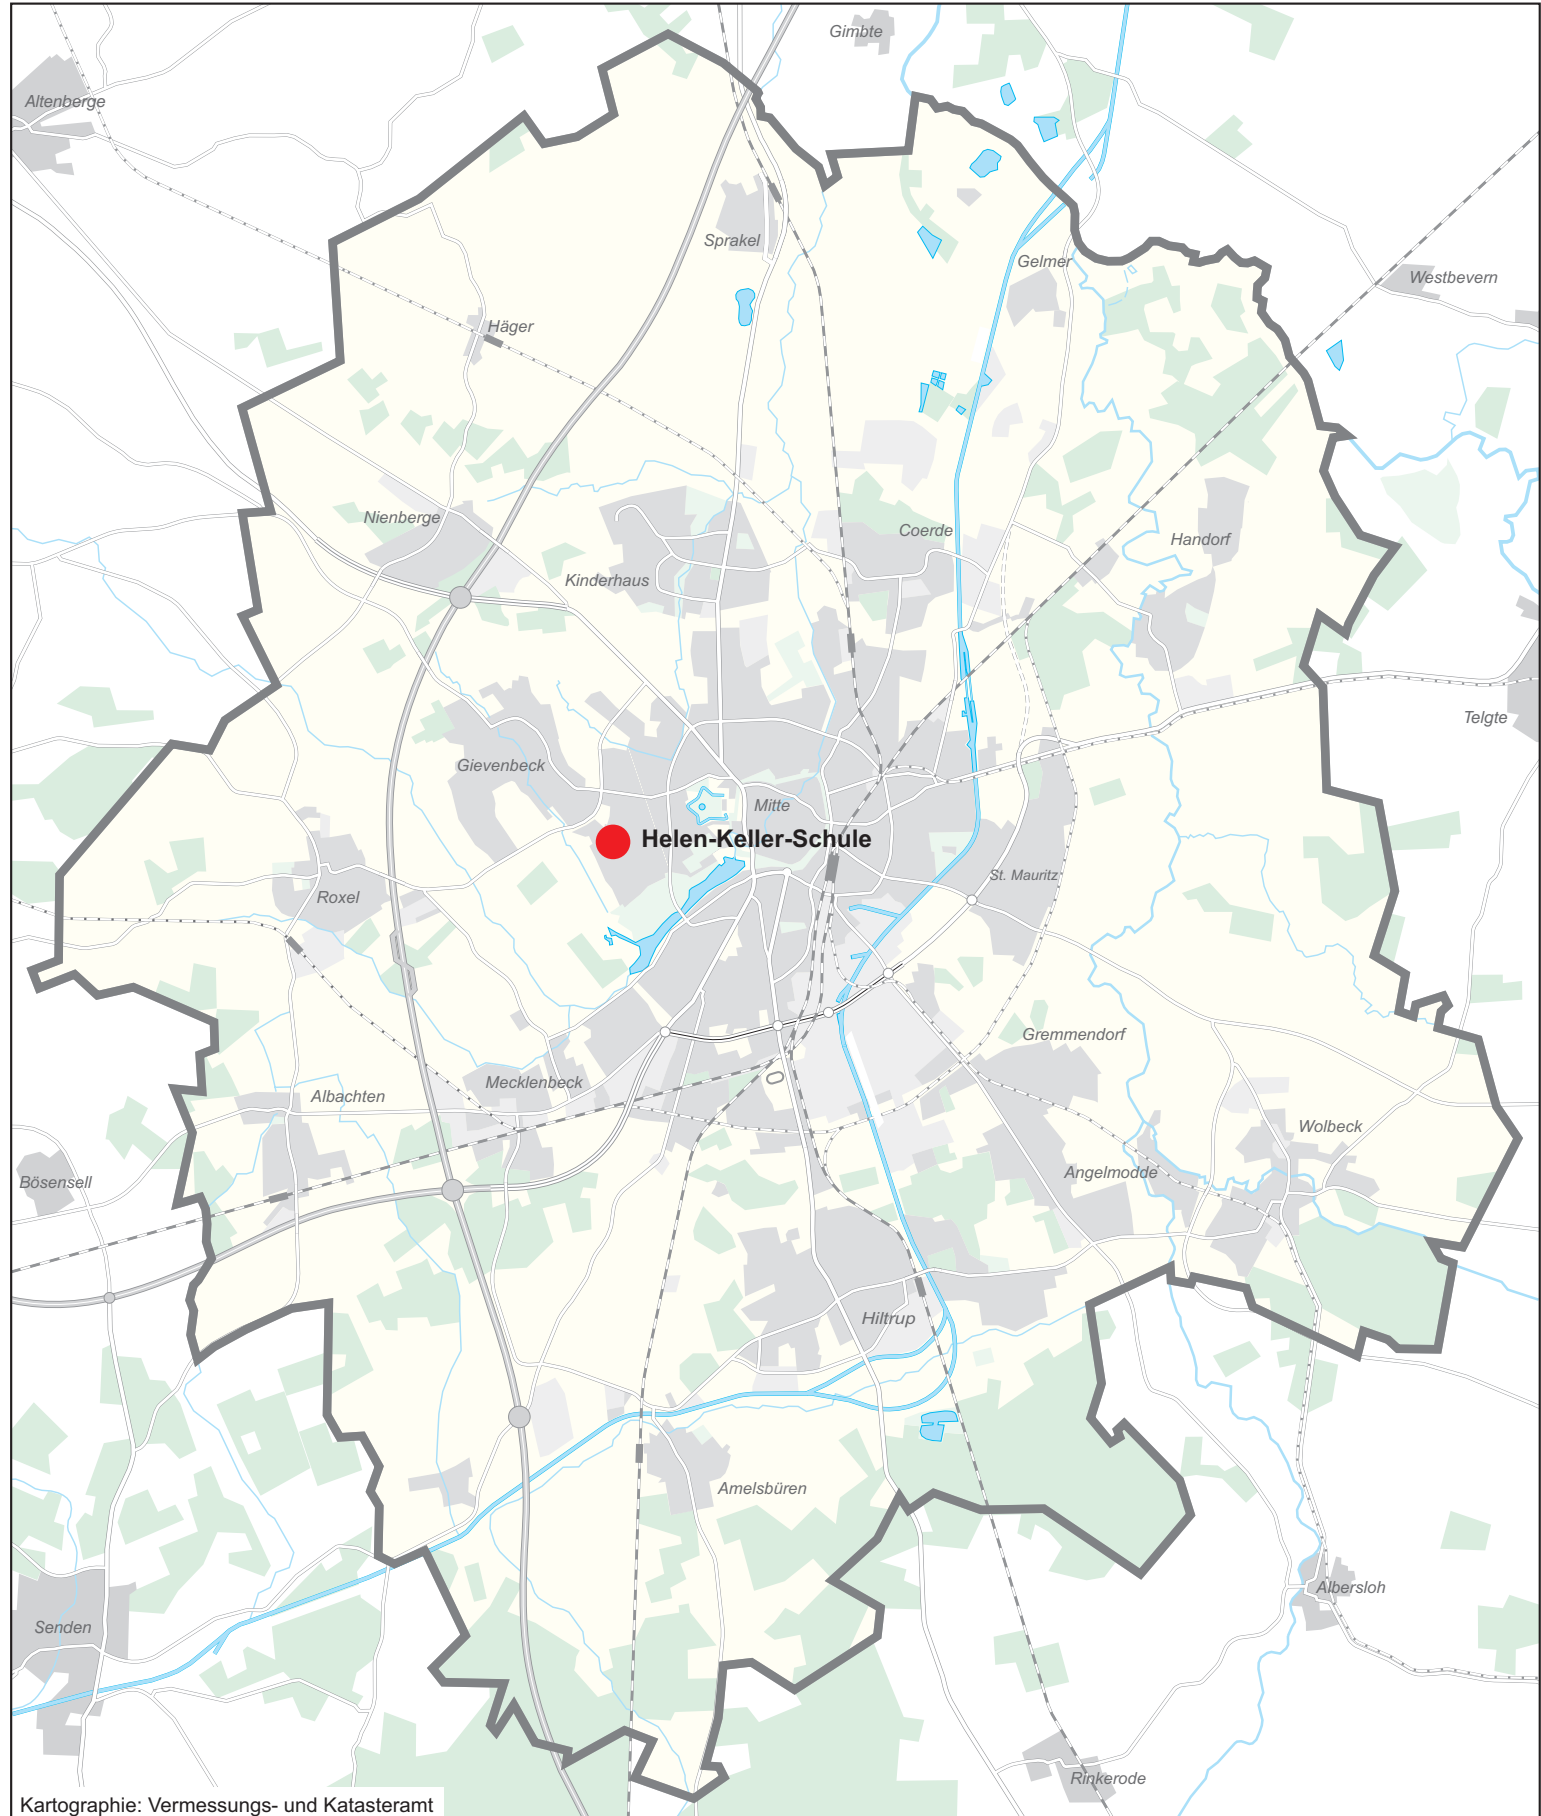 Gimbte
Altenberge
Sprakel
Gelmer
Westbevern
Häger
Nienberge
Coerde
Handorf
Kinderhaus
Telgte
Gievenbeck
Mitte
Helen-Keller-Schule
St. Mauritz
Roxel
Gremmendorf
Mecklenbeck
Albachten
Wolbeck
Angelmodde
Bösensell
Hiltrup
Amelsbüren
Albersloh
Senden
Rinkerode
Kartographie: Vermessungs- und Katasteramt